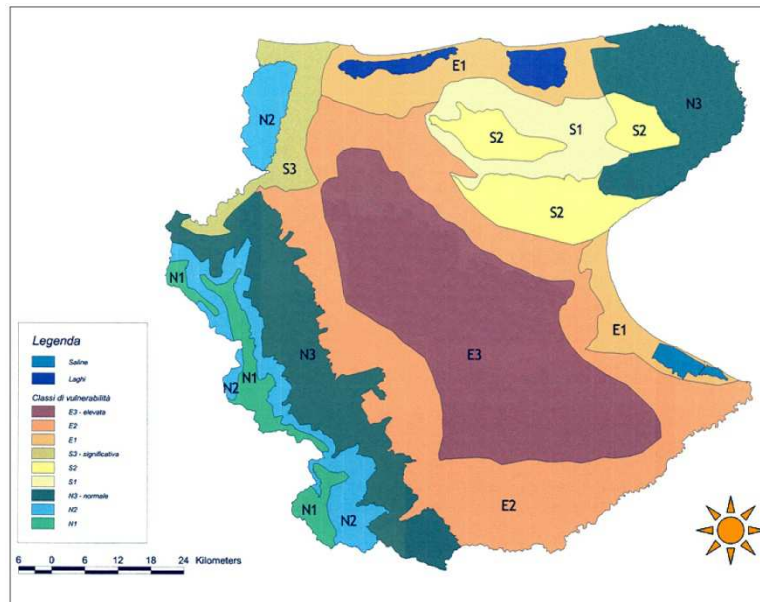 E1
N3
N2
S1
S2
S2
S3
S2
N1
E1
N3
E3
N1
N2
E2
N1
N2
Legenda
Saline
Laghi
Classi di vulnerabilità
E3 - elevata
E2
E1
S3 - significativa
S2
S1
N3 - normale
N2
N1
6 0 6 12 18 24 Kilometers